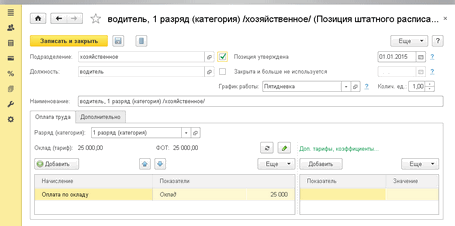 водитель, 1 разряд (категория) /хозяйственное/ (Позиция штатного расписа...
Записать и закрыть
Еще
?
Подразделение: хозяйственное
Позиция утверждена
01.01.2015
?
Должность: водитель
Закрыта и больше не используется
?
График работы: Пятидневка
? Колич. ед.: 1,00
?
Наименование: водитель, 1 разряд (категория) /хозяйственное/
Оплата труда
Дополнительно
Разряд (категория): 1 разряд (категория)
Оклад (тариф): 25 000,00 ФОТ: 25 000,00
Доп. тарифы, коэффициенты...
Добавить
Еще
Добавить
Еще
Начисление
Показатели
Показатель
Значение
Оплата по окладу
Оклад
25 000